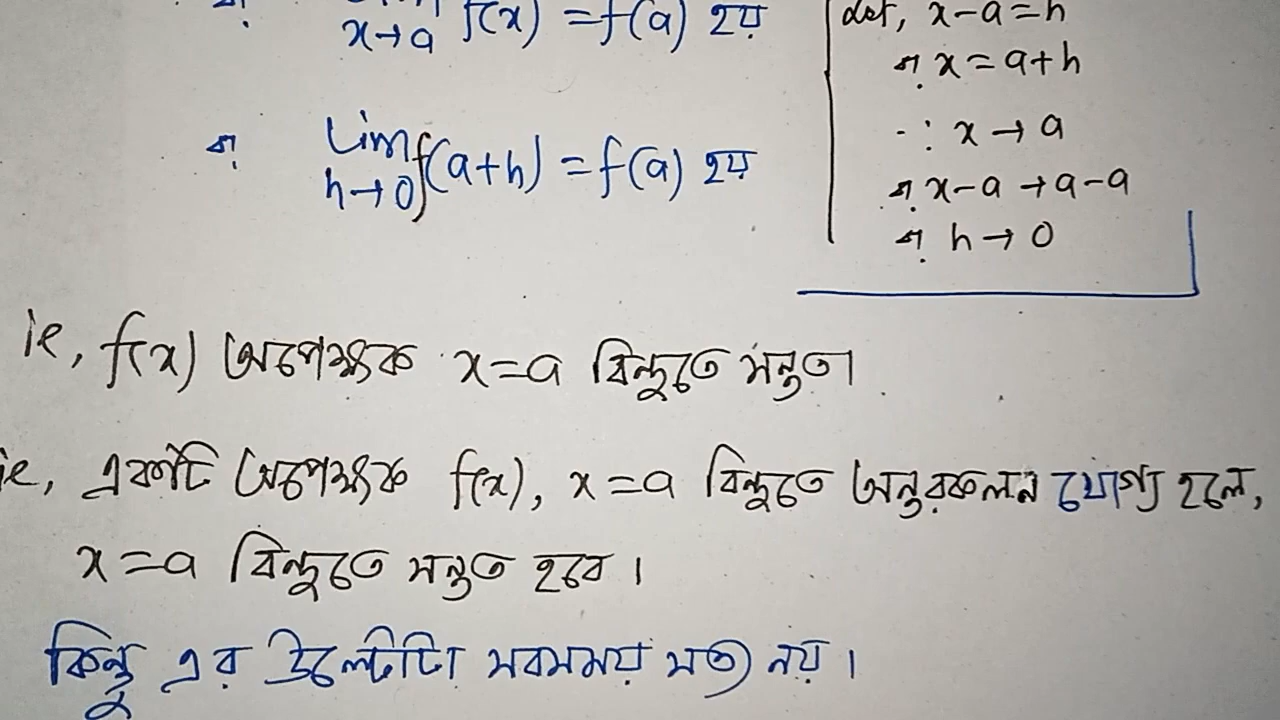 বা, lim x→a f(x) = f(a) হয়
বা, Lim h→0 f(a+h) = f(a) হয়
Let, x-a=h
বা, x=a+h
∵ x→a
বা, x-a→a-a
বা, h→0
ie, f(x) অপেক্ষক x=a বিন্দুতে সন্তত।
ie, একটি অপেক্ষক f(x), x=a বিন্দুতে অন্তরকলন যোগ্য হলে,
x=a বিন্দুতে সন্তত হবে।
কিন্তু এর উল্টোটা সবসময় সত্য নয়।